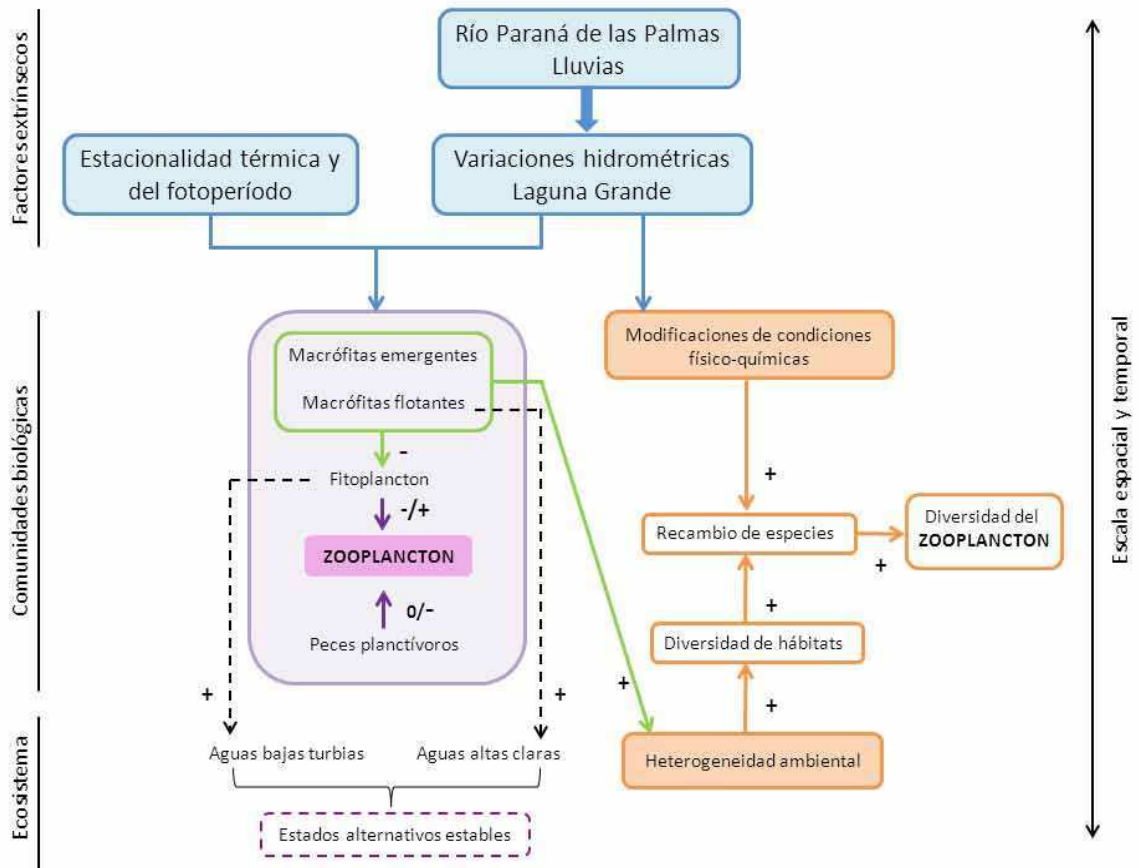 Factores extrínsecos
Río Paraná de las Palmas
Lluvias
Estacionalidad térmica y
del fotoperíodo
Variaciones hidrométricas
Laguna Grande
Comunidades biológicas
Macrófitas emergentes
Macrófitas flotantes
-
Fitoplancton
-/+
ZOOPLANCTON
0/-
Peces planctívoros
Modificaciones de condiciones
físico-químicas
+
Recambio de especies
+
Diversidad del
ZOOPLANCTON
+
Diversidad de hábitats
+
+
+
+
Heterogeneidad ambiental
Ecosistema
Aguas bajas turbias
Aguas altas claras
Estados alternativos estables
Escala espacial y temporal